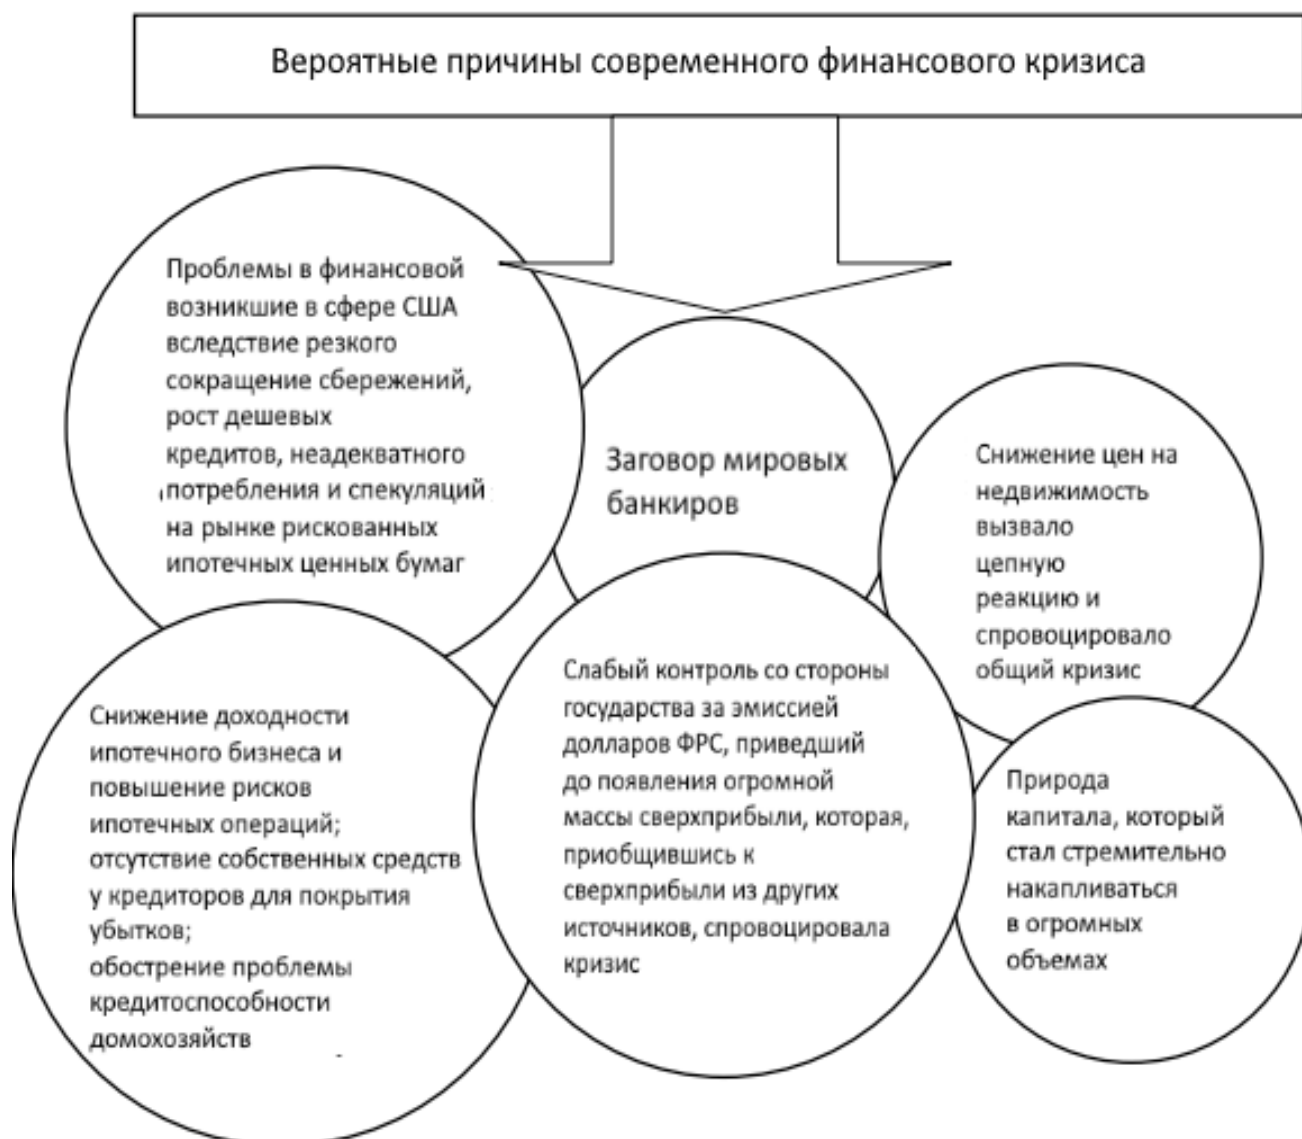 Вероятные причины современного финансового кризиса
Проблемы в финансовой
возникшие в сфере США
вследствие резкого
сокращение сбережений,
рост дешевых
кредитов, неадекватного
потребления и спекуляций
на рынке рискованных
ипотечных ценных бумаг
Заговор мировых
банкиров
Снижение цен на
недвижимость
вызвало
цепную
реакцию и
спровоцировало
общий кризис
Снижение доходности
ипотечного бизнеса и
повышение рисков
ипотечных операций;
отсутствие собственных средств
у кредиторов для покрытия
убытков;
обострение проблемы
кредитоспособности
домохозяйств
Слабый контроль со стороны
государства за эмиссией
долларов ФРС, приведший
до появления огромной
массы сверхприбыли, которая,
приобщившись к
сверхприбыли из других
источников, спровоцировала
кризис
Природа
капитала, который
стал стремительно
накапливаться
в огромных
объемах